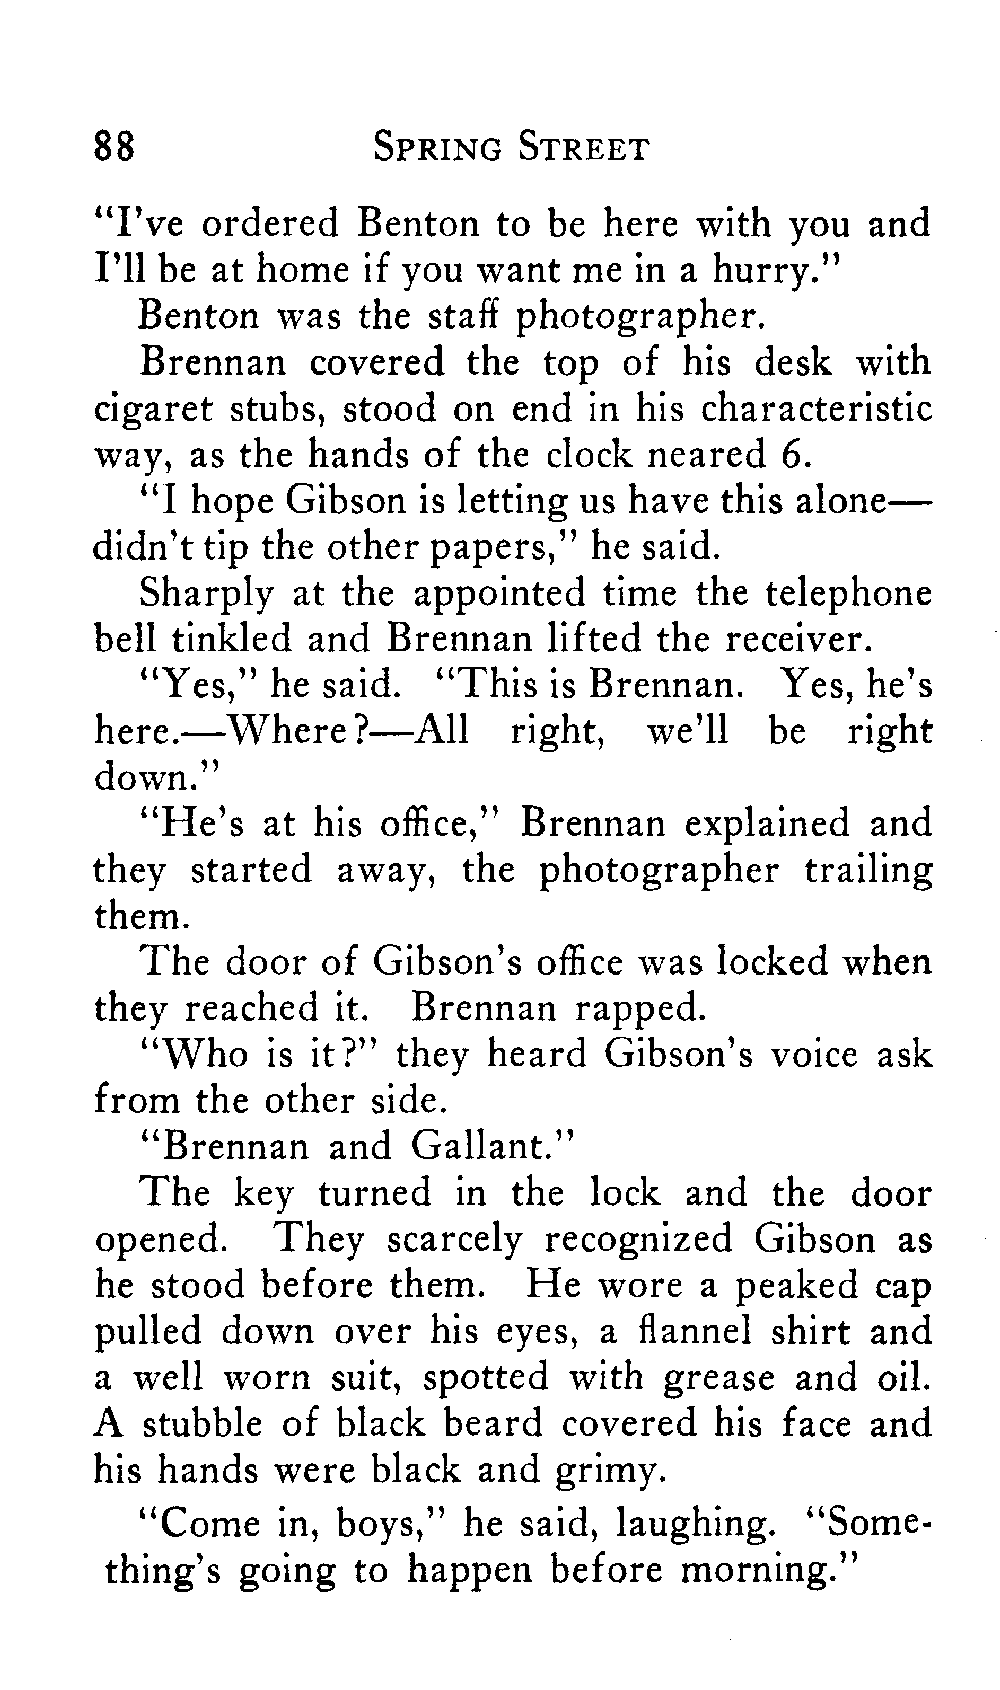 88 SPRING STREET
“I’ve ordered Benton to be here with you and
I’ll be at home if you want me in a hurry.”
Benton was the staff photographer.
Brennan covered the top of his desk with
cigaret stubs, stood on end in his characteristic
way, as the hands of the clock neared 6.
“I hope Gibson is letting us have this alone—
didn’t tip the other papers,” he said.
Sharply at the appointed time the telephone
bell tinkled and Brennan lifted the receiver.
“Yes,” he said. “This is Brennan. Yes, he’s
here.—Where?—All right, we’ll be right
down.”
“He’s at his office,” Brennan explained and
they started away, the photographer trailing
them.
The door of Gibson’s office was locked when
they reached it. Brennan rapped.
“Who is it?” they heard Gibson’s voice ask
from the other side.
“Brennan and Gallant.”
The key turned in the lock and the door
opened. They scarcely recognized Gibson as
he stood before them. He wore a peaked cap
pulled down over his eyes, a flannel shirt and
a well worn suit, spotted with grease and oil.
A stubble of black beard covered his face and
his hands were black and grimy.
“Come in, boys,” he said, laughing. “Some-
thing’s going to happen before morning.”